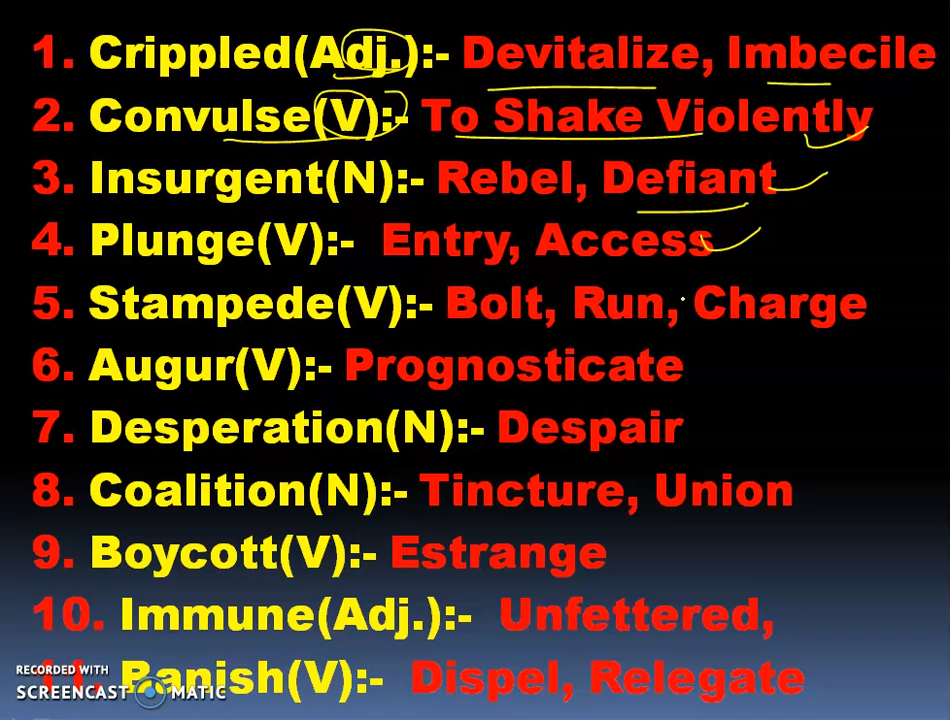 1. Crippled(Adj.):- Devitalize, Imbecile
2. Convulse(V):- To Shake Violently
3. Insurgent(N):- Rebel, Defiant
4. Plunge(V):- Entry, Access
5. Stampede(V):- Bolt, Run, Charge
6. Augur(V):- Prognosticate
7. Desperation(N):- Despair
8. Coalition(N):- Tincture, Union
9. Boycott(V):- Estrange
10. Immune(Adj.):- Unfettered,
11. Banish(V):- Dispel, Relegate
RECORDED WITH
SCREENCAST MATIC